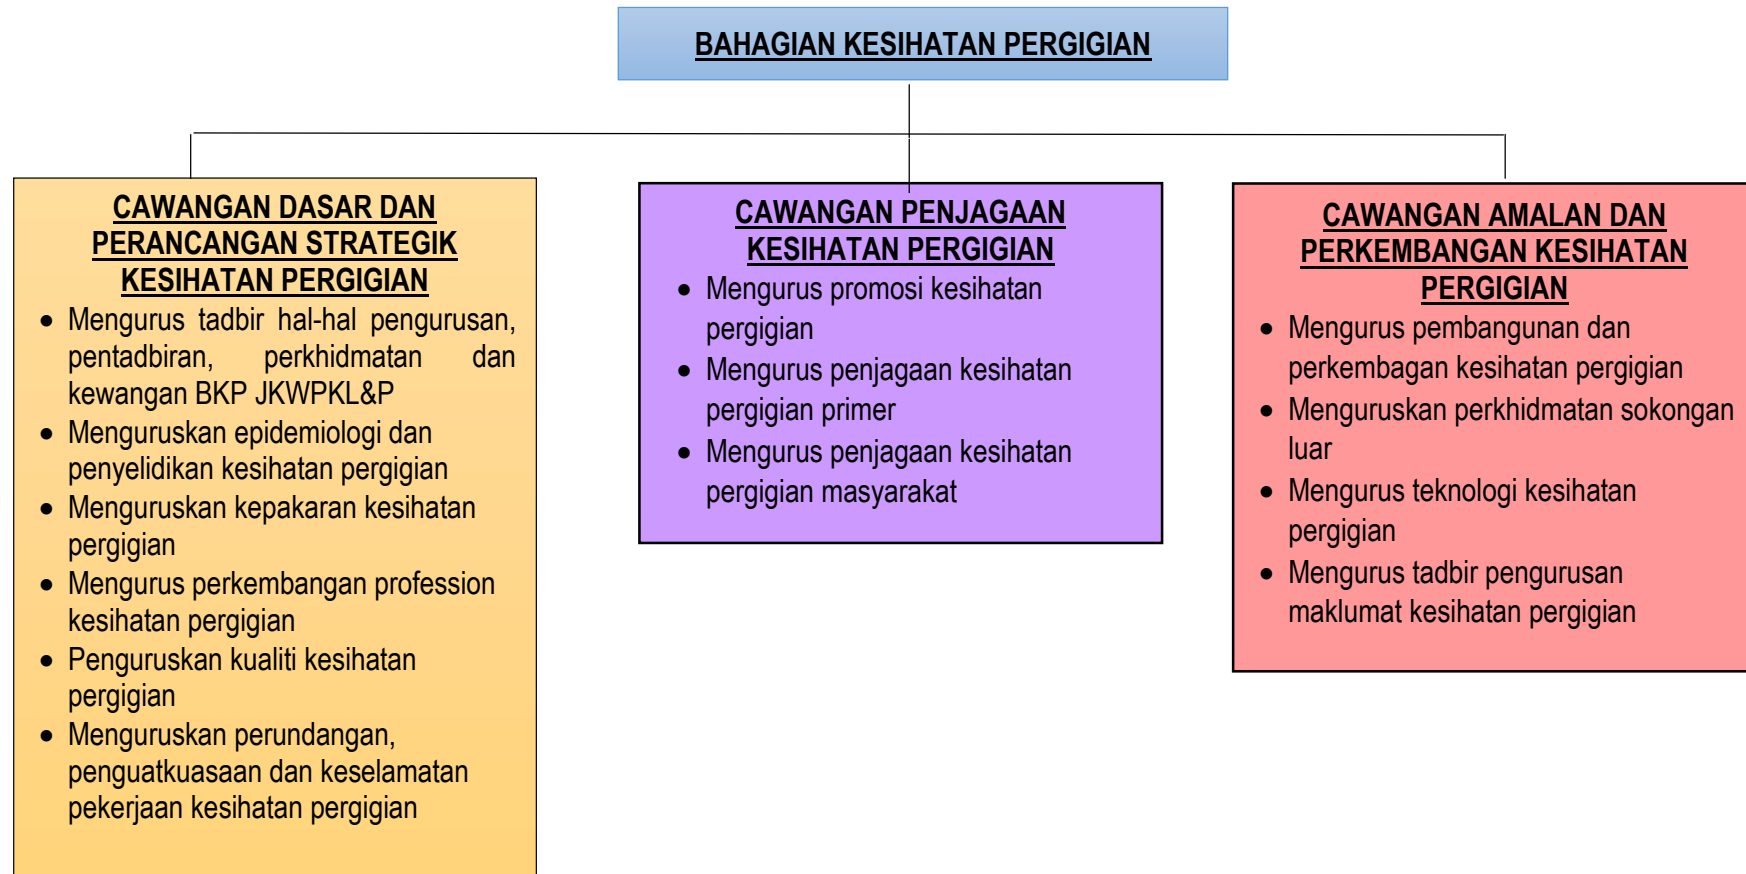 BAHAGIAN KESIHATAN PERGIGIAN
CAWANGAN DASAR DAN
PERANCANGAN STRATEGIK
KESIHATAN PERGIGIAN
• Mengurus tadbir hal-hal pengurusan,
pentadbiran, perkhidmatan dan
kewangan BKP JKWPKL&P
• Menguruskan epidemiologi dan
penyelidikan kesihatan pergigian
• Menguruskan kepakaran kesihatan
pergigian
• Mengurus perkembangan profession
kesihatan pergigian
• Penguruskan kualiti kesihatan
pergigian
• Menguruskan perundangan,
penguatkuasaan dan keselamatan
pekerjaan kesihatan pergigian
CAWANGAN PENJAGAAN
KESIHATAN PERGIGIAN
• Mengurus promosi kesihatan
pergigian
• Mengurus penjagaan kesihatan
pergigian primer
• Mengurus penjagaan kesihatan
pergigian masyarakat
CAWANGAN AMALAN DAN
PERKEMBANGAN KESIHATAN
PERGIGIAN
• Mengurus pembangunan dan
perkembagan kesihatan pergigian
• Menguruskan perkhidmatan sokongan
luar
• Mengurus teknologi kesihatan
pergigian
• Mengurus tadbir pengurusan
maklumat kesihatan pergigian